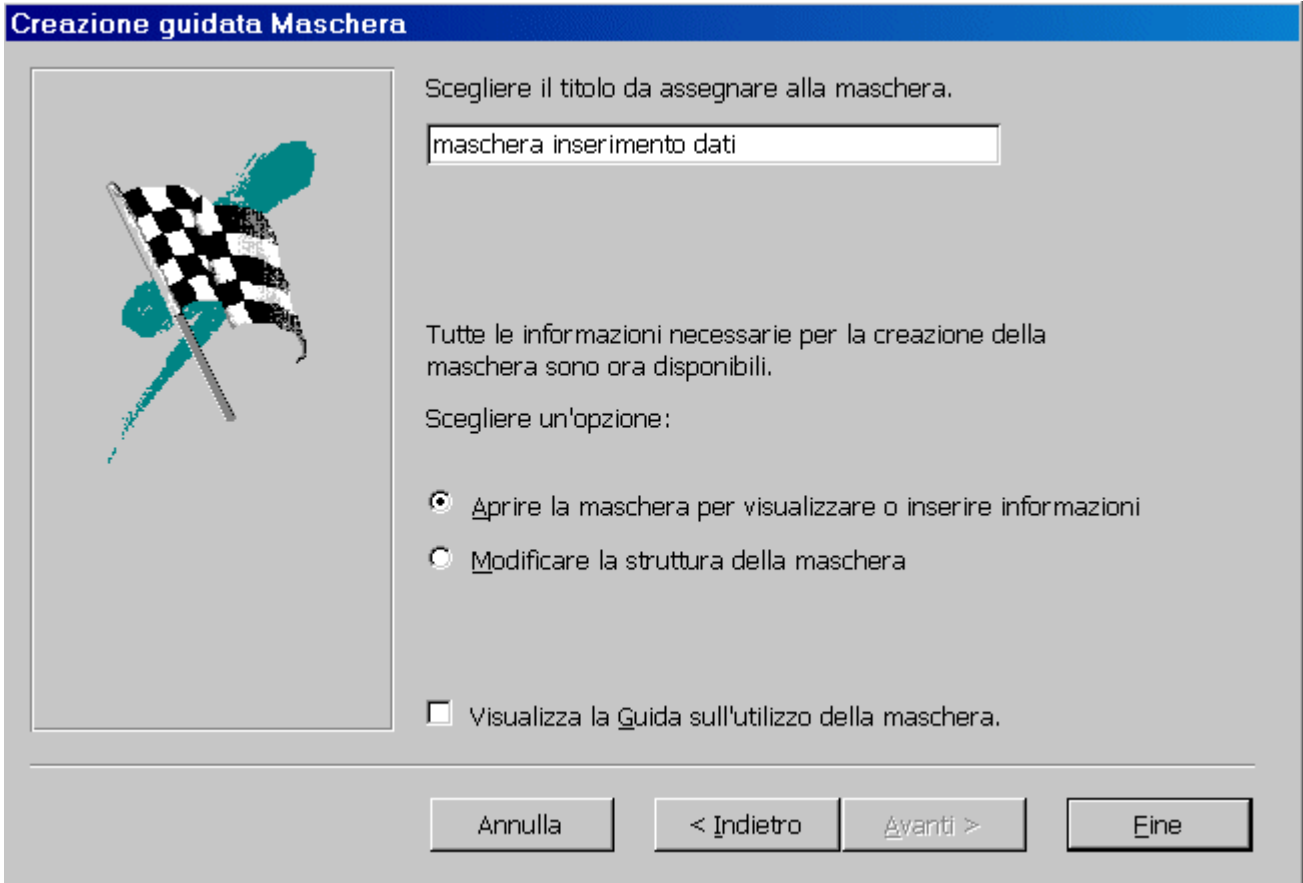 Creazione guidata Maschera
Scegliere il titolo da assegnare alla maschera.
maschera inserimento dati
Tutte le informazioni necessarie per la creazione della
maschera sono ora disponibili.
Scegliere un'opzione:
Aprire la maschera per visualizzare o inserire informazioni
Modificare la struttura della maschera
Visualizza la Guida sull'utilizzo della maschera.
Annulla
< Indietro
Avanti >
Fine